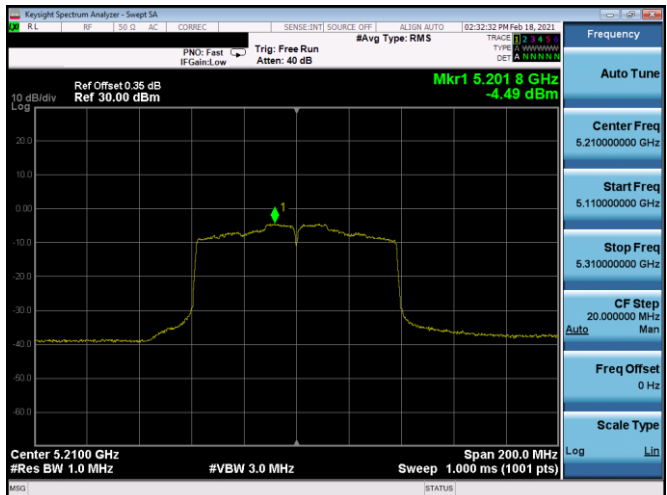 Keysight Spectrum Analyzer - Swept SA
RL RF 50 Ω AC CORREC SENSE:INT SOURCE OFF ALIGN AUTO 02:32:32 PM Feb 18, 2021
#Avg Type: RMS
TRACE 1 2 3 4 5 6
TYPE A WWWWW
DET A N N N N N
PNO: Fast
IFGain:Low
Trig: Free Run
Atten: 40 dB
Frequency
Auto Tune
Mkr1 5.201 8 GHz
-4.49 dBm
Ref Offset 0.35 dB
10 dB/div Ref 30.00 dBm
Log
20.0
10.0
0.00
-10.0
-20.0
-30.0
-40.0
-50.0
-60.0
1
Center Freq
5.210000000 GHz
Start Freq
5.110000000 GHz
Stop Freq
5.310000000 GHz
CF Step
20.000000 MHz
Auto Man
Freq Offset
0 Hz
Scale Type
Log Lin
Center 5.2100 GHz Span 200.0 MHz
#Res BW 1.0 MHz #VBW 3.0 MHz Sweep 1.000 ms (1001 pts)
MSG STATUS